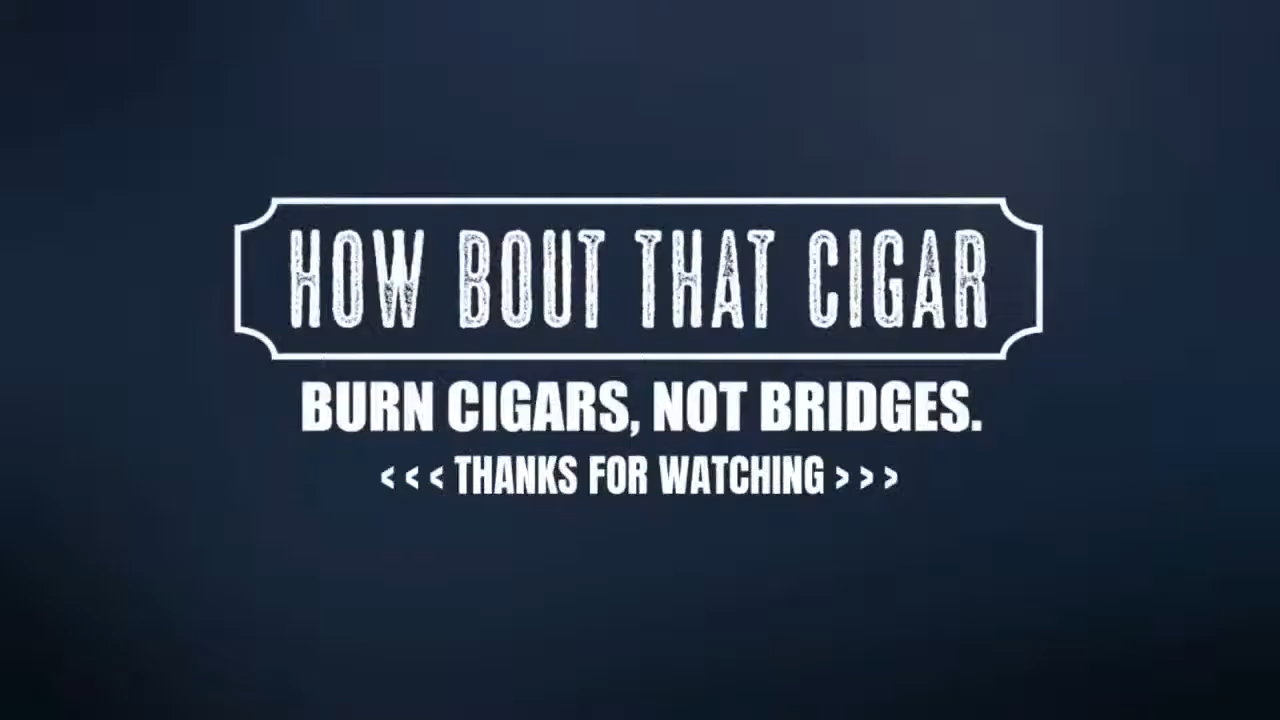 HOW BOUT THAT CIGAR
BURN CIGARS, NOT BRIDGES.
<<< THANKS FOR WATCHING >>>